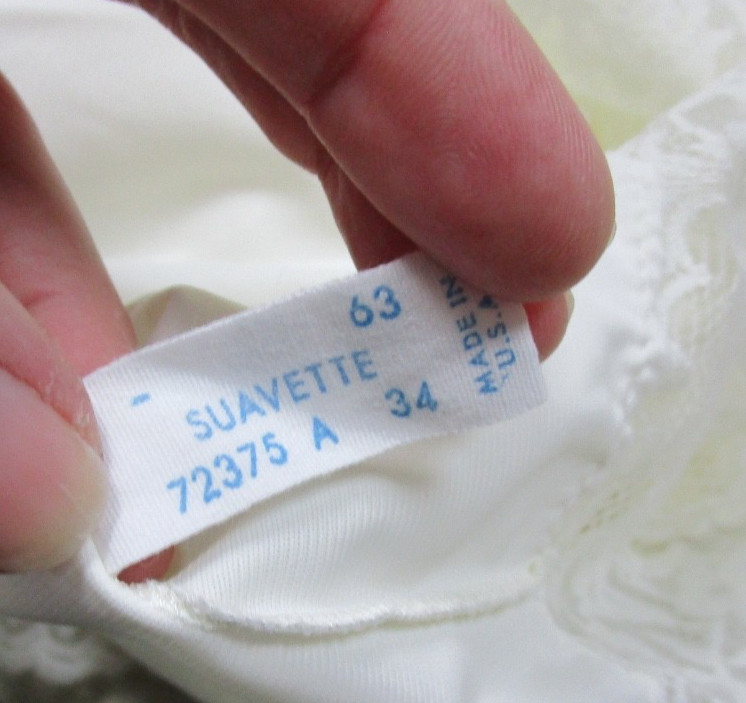 63
- SUAVETTE
72375 A 34
MADE IN
U.S.A